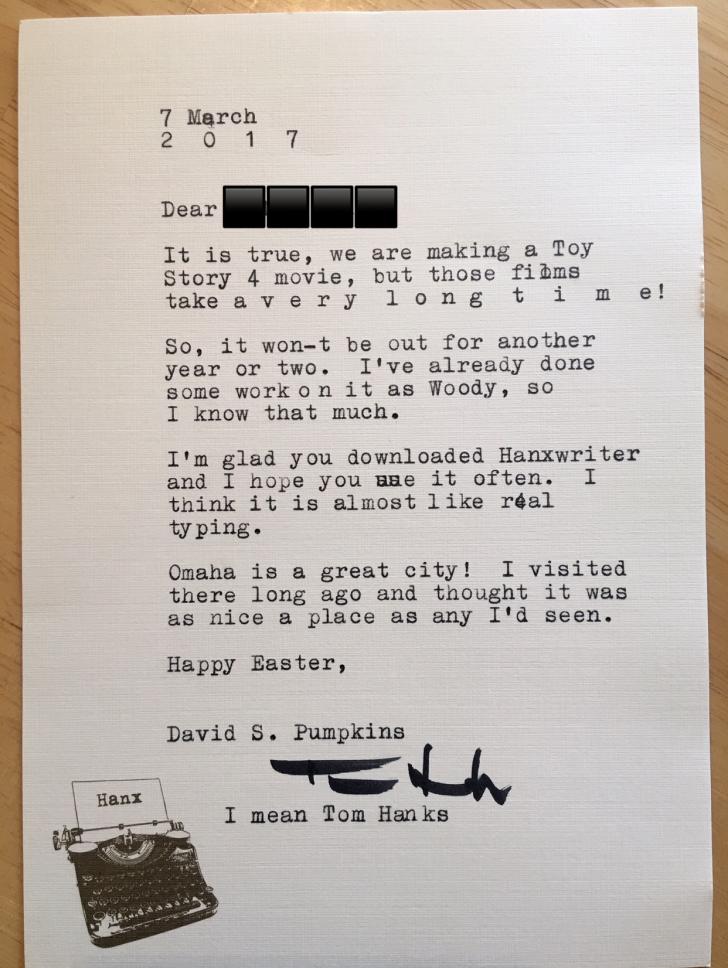 7 March
2 0 1 7
Dear
It is true, we are making a Toy
Story 4 movie, but those films
take a v e r y l o n g t i m e!
So, it won-t be out for another
year or two. I've already done
some work on it as Woody, so
I know that much.
I'm glad you downloaded Hanxwriter
and I hope you use it often. I
think it is almost like real
typing.
Omaha is a great city! I visited
there long ago and thought it was
as nice a place as any I'd seen.
Happy Easter,
David S. Pumpkins
T Hanks
I mean Tom Hanks
Hanx